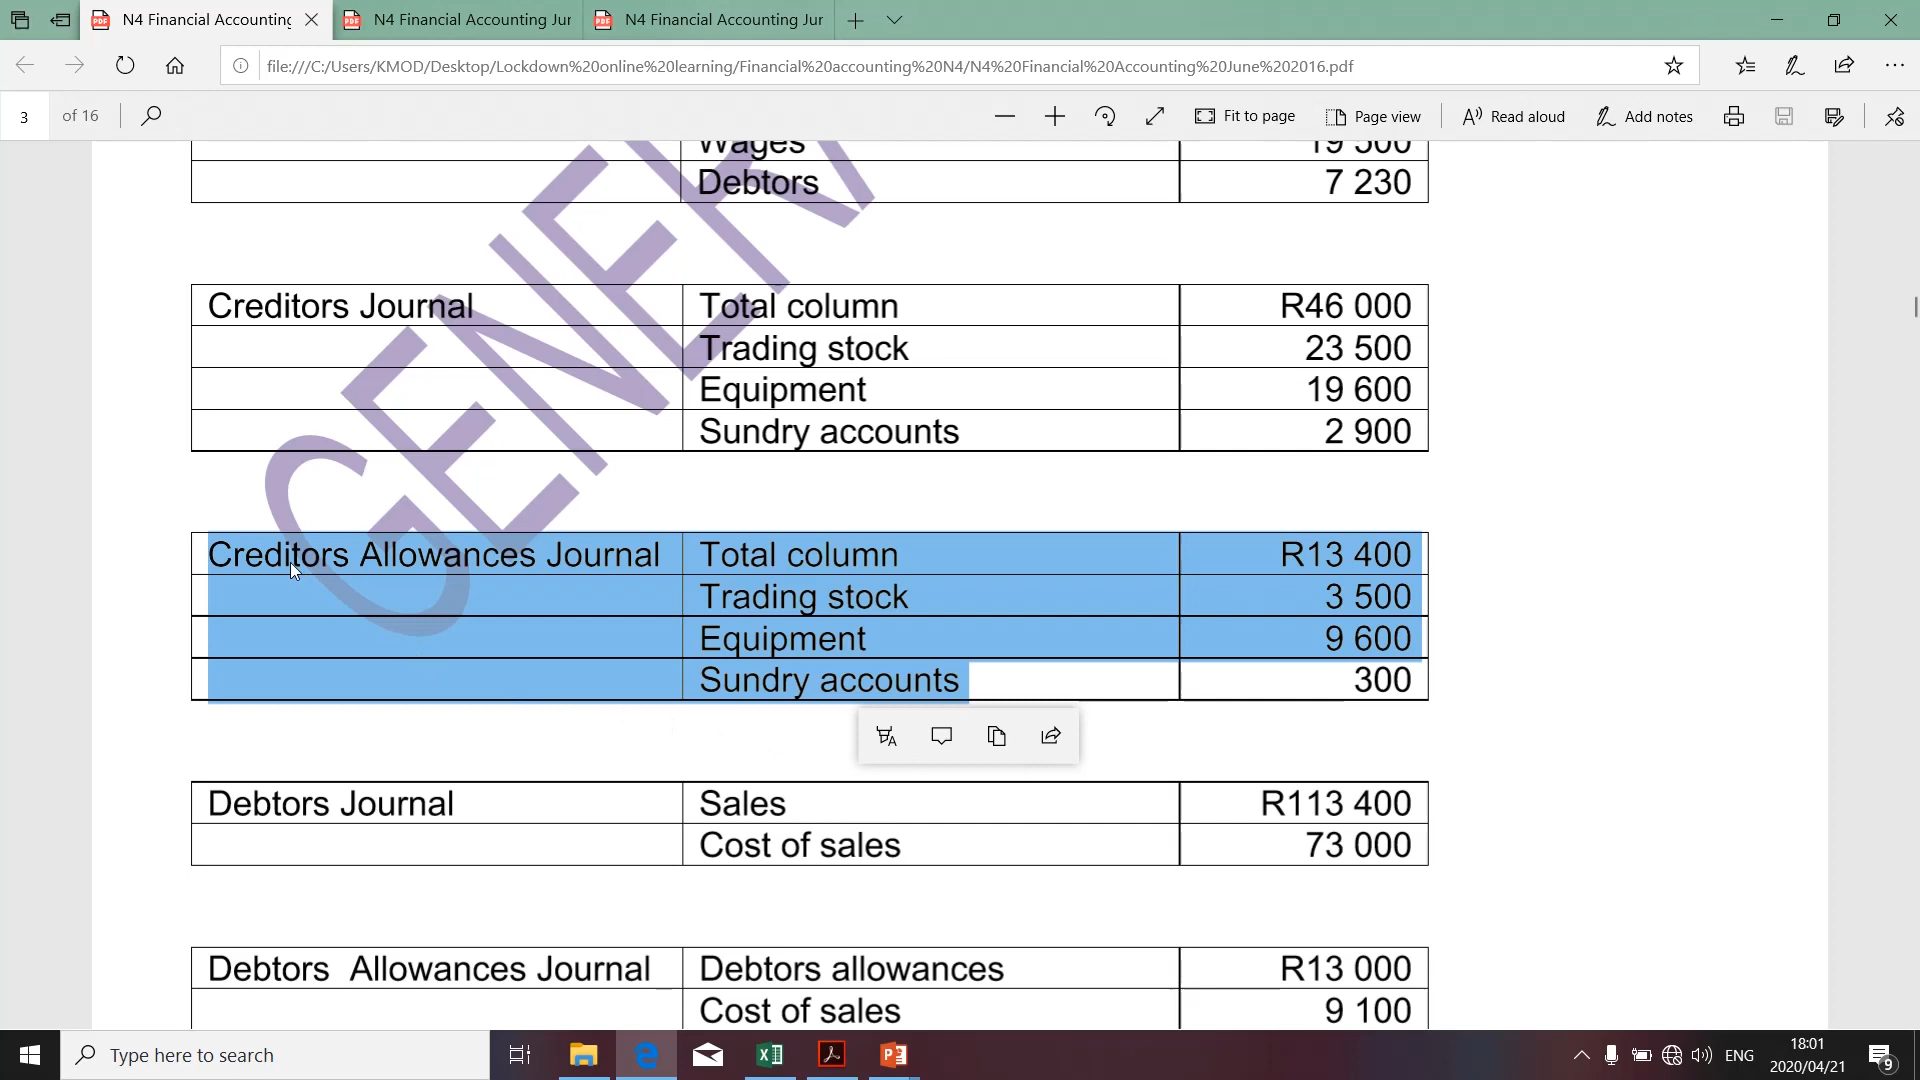 N4 Financial Accounting
N4 Financial Accounting Jur
N4 Financial Accounting Jur
file:///C:/Users/KMOD/Desktop/Lockdown%20online%20learning/Financial%20accounting%20N4/N4%20Financial%20Accounting%20June%202016.pdf
3 of 16
Fit to page
Page view
Read aloud
Add notes
Wages 19 500
Debtors 7 230
Creditors Journal Total column R46 000
Trading stock 23 500
Equipment 19 600
Sundry accounts 2 900
Creditors Allowances Journal Total column R13 400
Trading stock 3 500
Equipment 9 600
Sundry accounts 300
Debtors Journal Sales R113 400
Cost of sales 73 000
Debtors Allowances Journal Debtors allowances R13 000
Cost of sales 9 100
GENER
Type here to search
ENG
18:01
2020/04/21
9